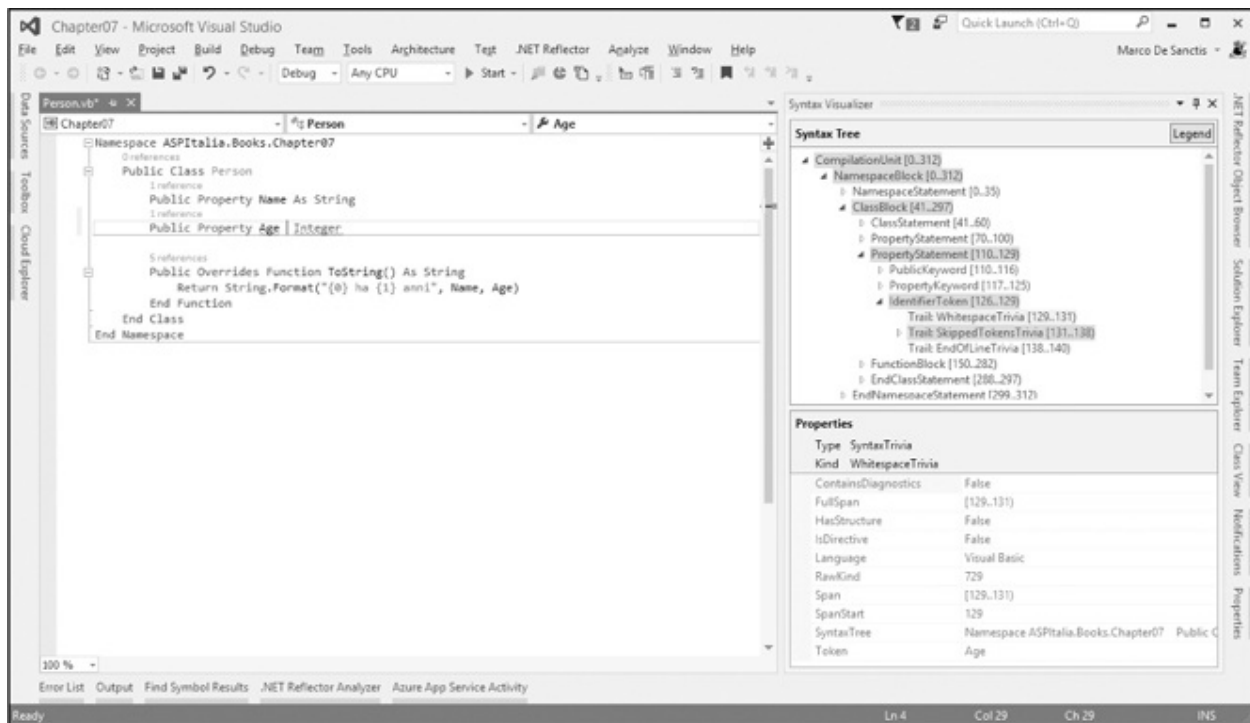 Chapter07 - Microsoft Visual Studio
Quick Launch (Ctrl+Q)
File Edit View Project Build Debug Team Tools Architecture Test .NET Reflector Analyze Window Help
Marco De Sanctis
Debug Any CPU Start
Data Sources
Toolbox
Cloud Explorer
Person.vb*
Chapter07 Person Age
Namespace ASPItalia.Books.Chapter07
0 references
Public Class Person
1 reference
Public Property Name As String
1 reference
Public Property Age Integer
5 references
Public Overrides Function ToString() As String
Return String.Format("{0} ha {1} anni", Name, Age)
End Function
End Class
End Namespace
100 %
Syntax Visualizer
Syntax Tree Legend
CompilationUnit [0..312)
NamespaceBlock [0..312)
NamespaceStatement [0..35)
ClassBlock [41..297)
ClassStatement [41..60)
PropertyStatement [70..100)
PropertyStatement [110..129)
PublicKeyword [110..116)
PropertyKeyword [117..125)
IdentifierToken [126..129)
Trail: WhitespaceTrivia [129..131)
Trail: SkippedTokensTrivia [131..138)
Trail: EndOfLineTrivia [138..140)
FunctionBlock [150..282)
EndClassStatement [288..297)
EndNamespaceStatement [299..312)
Properties
Type SyntaxTrivia
Kind WhitespaceTrivia
ContainsDiagnostics False
FullSpan [129..131)
HasStructure False
IsDirective False
Language Visual Basic
RawKind 729
Span [129..131)
SpanStart 129
SyntaxTree Namespace ASPItalia.Books.Chapter07 Public C
Token Age
.NET Reflector Object Browser
Solution Explorer
Team Explorer
Class View
Notifications
Properties
Error List Output Find Symbol Results .NET Reflector Analyzer Azure App Service Activity
Ready Ln 4 Col 29 Ch 29 INS